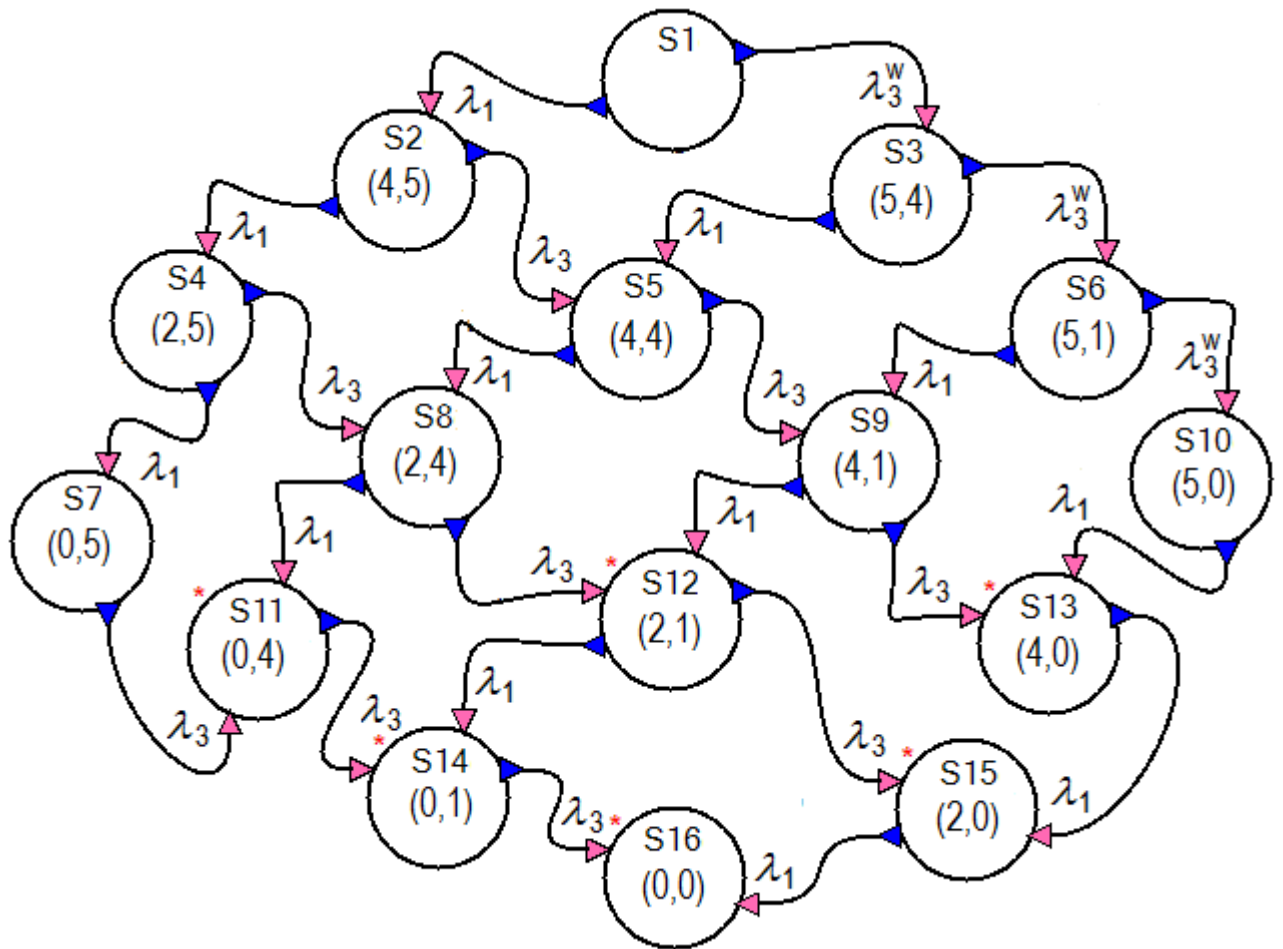 S1
λ₁
λ₃ʷ
S2
(4,5)
S3
(5,4)
λ₁
λ₃
λ₁
λ₃ʷ
S4
(2,5)
S5
(4,4)
S6
(5,1)
λ₃
λ₁
λ₃
λ₁
λ₃ʷ
S8
(2,4)
S9
(4,1)
S10
(5,0)
λ₁
S7
(0,5)
λ₁
λ₃
*
λ₁
λ₃
*
λ₁
*
S11
(0,4)
S12
(2,1)
S13
(4,0)
λ₃
λ₃
*
λ₁
λ₃
*
λ₁
S14
(0,1)
S15
(2,0)
λ₃
*
λ₁
S16
(0,0)